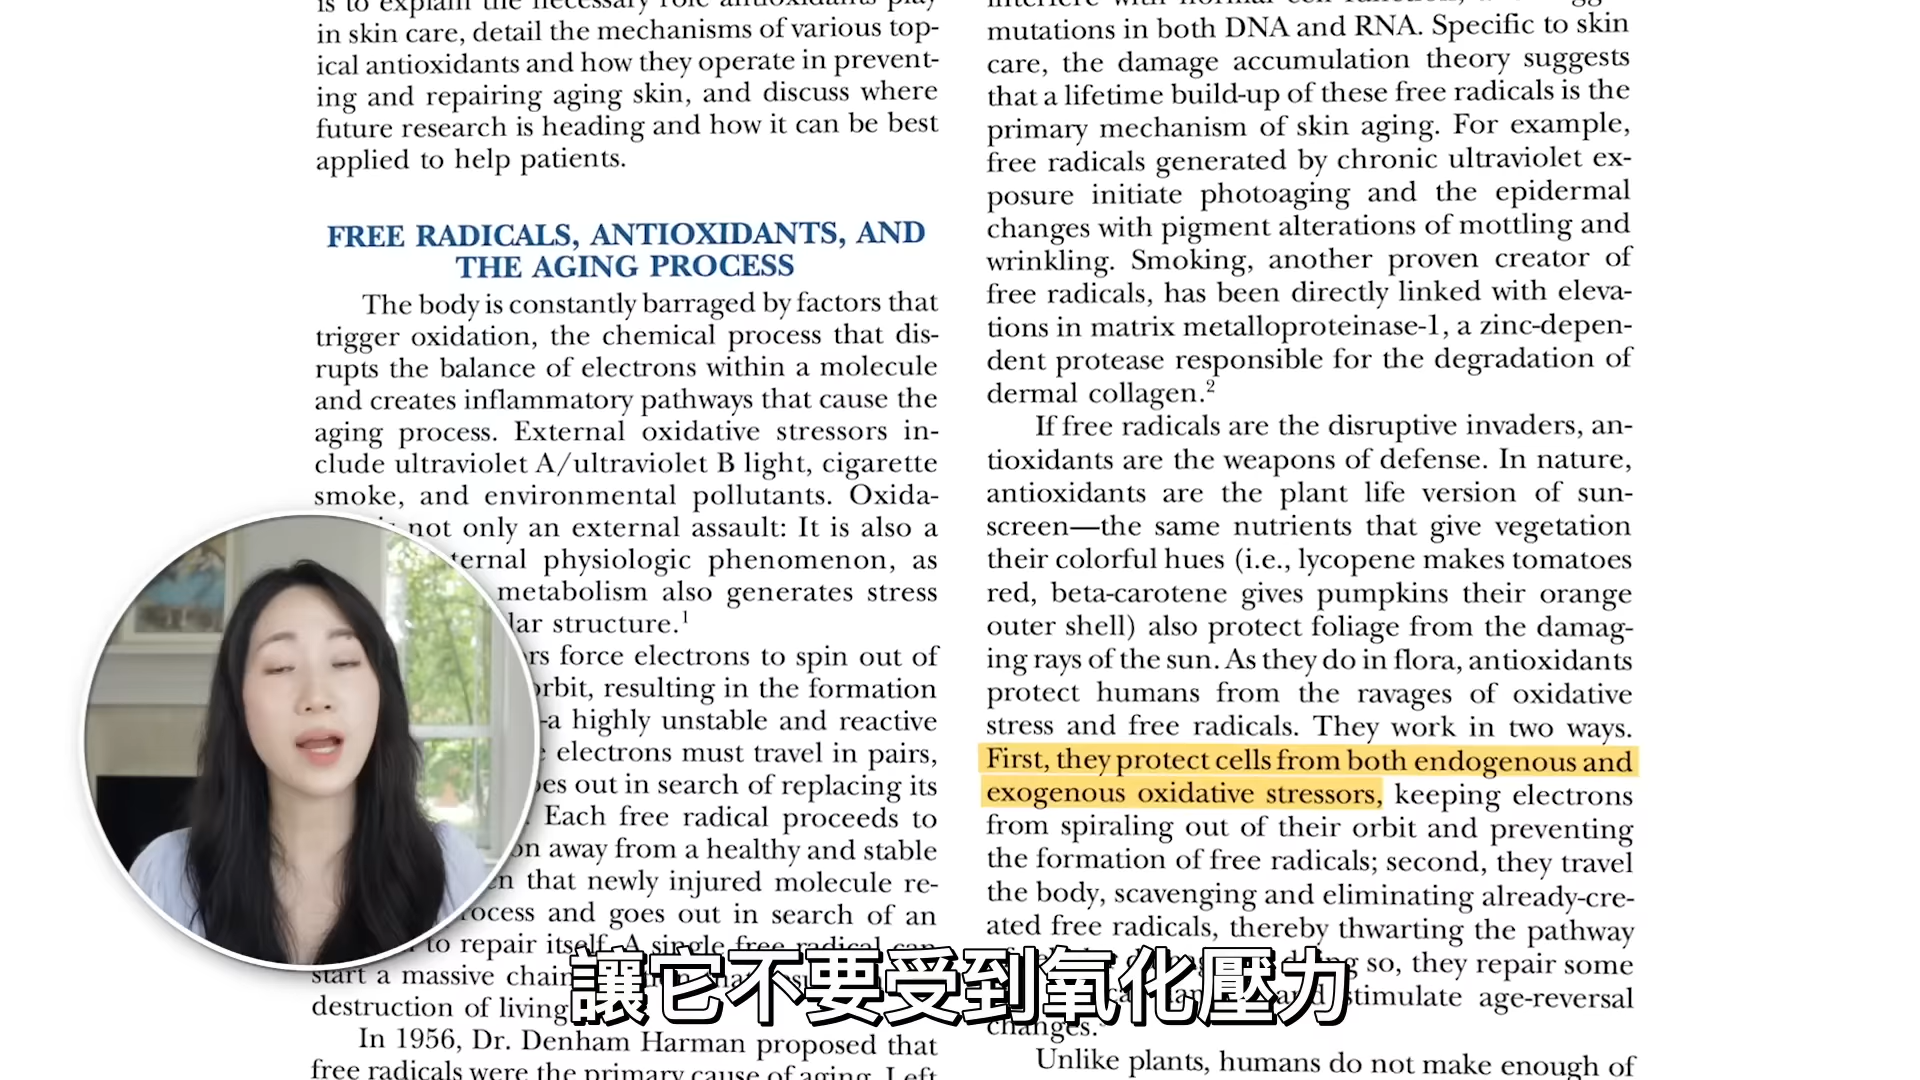 is to explain the necessary role antioxidants play
in skin care, detail the mechanisms of various top-
ical antioxidants and how they operate in prevent-
ing and repairing aging skin, and discuss where
future research is heading and how it can be best
applied to help patients.
FREE RADICALS, ANTIOXIDANTS, AND
THE AGING PROCESS
The body is constantly barraged by factors that
trigger oxidation, the chemical process that dis-
rupts the balance of electrons within a molecule
and creates inflammatory pathways that cause the
aging process. External oxidative stressors in-
clude ultraviolet A/ultraviolet B light, cigarette
smoke, and environmental pollutants. Oxida-
not only an external assault: It is also a
physiologic phenomenon, as
metabolism also generates stress
structure.1
force electrons to spin out of
resulting in the formation
—a highly unstable and reactive
electrons must travel in pairs,
out in search of replacing its
Each free radical proceeds to
away from a healthy and stable
that newly injured molecule re-
and goes out in search of an
to repair itself. A single free radical can
start a massive chain
destruction of living
In 1956, Dr. Denham Harman proposed that
free radicals were the primary cause of aging. Left
interfere with normal cell function,
mutations in both DNA and RNA. Specific to skin
care, the damage accumulation theory suggests
that a lifetime build-up of these free radicals is the
primary mechanism of skin aging. For example,
free radicals generated by chronic ultraviolet ex-
posure initiate photoaging and the epidermal
changes with pigment alterations of mottling and
wrinkling. Smoking, another proven creator of
free radicals, has been directly linked with eleva-
tions in matrix metalloproteinase-1, a zinc-depen-
dent protease responsible for the degradation of
dermal collagen.2
If free radicals are the disruptive invaders, an-
tioxidants are the weapons of defense. In nature,
antioxidants are the plant life version of sun-
screen—the same nutrients that give vegetation
their colorful hues (i.e., lycopene makes tomatoes
red, beta-carotene gives pumpkins their orange
outer shell) also protect foliage from the damag-
ing rays of the sun. As they do in flora, antioxidants
protect humans from the ravages of oxidative
stress and free radicals. They work in two ways.
First, they protect cells from both endogenous and
exogenous oxidative stressors, keeping electrons
from spiraling out of their orbit and preventing
the formation of free radicals; second, they travel
the body, scavenging and eliminating already-cre-
ated free radicals, thereby thwarting the pathway
so, they repair some
and stimulate age-reversal
changes.
Unlike plants, humans do not make enough of
讓它不要受到氧化壓力